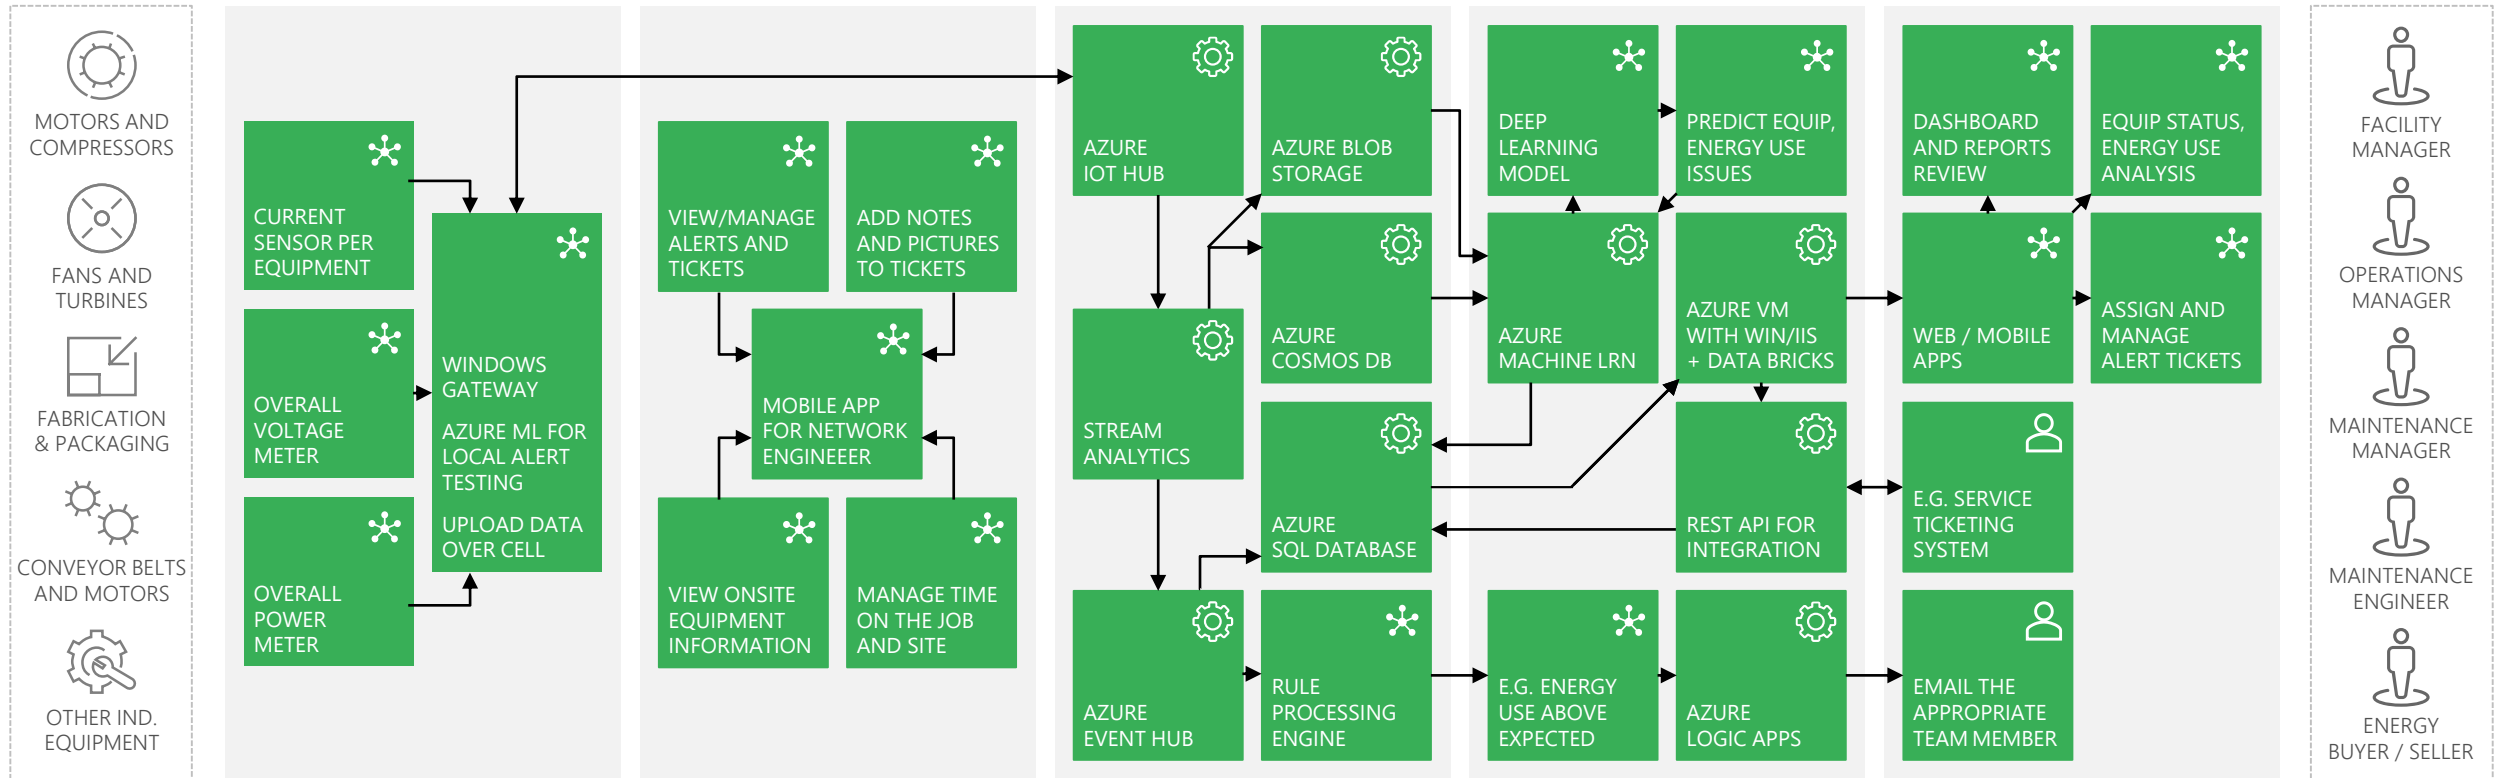 MOTORS AND
COMPRESSORS
FANS AND
TURBINES
FABRICATION
& PACKAGING
CONVEYOR BELTS
AND MOTORS
OTHER IND.
EQUIPMENT
CURRENT
SENSOR PER
EQUIPMENT
OVERALL
VOLTAGE
METER
OVERALL
POWER
METER
WINDOWS
GATEWAY
AZURE ML FOR
LOCAL ALERT
TESTING
UPLOAD DATA
OVER CELL
VIEW/MANAGE
ALERTS AND
TICKETS
ADD NOTES
AND PICTURES
TO TICKETS
MOBILE APP
FOR NETWORK
ENGINEEER
VIEW ONSITE
EQUIPMENT
INFORMATION
MANAGE TIME
ON THE JOB
AND SITE
AZURE
IOT HUB
AZURE BLOB
STORAGE
AZURE
COSMOS DB
STREAM
ANALYTICS
AZURE
SQL DATABASE
AZURE
EVENT HUB
RULE
PROCESSING
ENGINE
DEEP
LEARNING
MODEL
PREDICT EQUIP,
ENERGY USE
ISSUES
AZURE
MACHINE LRN
AZURE VM
WITH WIN/IIS
+ DATA BRICKS
REST API FOR
INTEGRATION
E.G. ENERGY
USE ABOVE
EXPECTED
AZURE
LOGIC APPS
DASHBOARD
AND REPORTS
REVIEW
EQUIP STATUS,
ENERGY USE
ANALYSIS
WEB / MOBILE
APPS
ASSIGN AND
MANAGE
ALERT TICKETS
E.G. SERVICE
TICKETING
SYSTEM
EMAIL THE
APPROPRIATE
TEAM MEMBER
FACILITY
MANAGER
OPERATIONS
MANAGER
MAINTENANCE
MANAGER
MAINTENANCE
ENGINEER
ENERGY
BUYER / SELLER